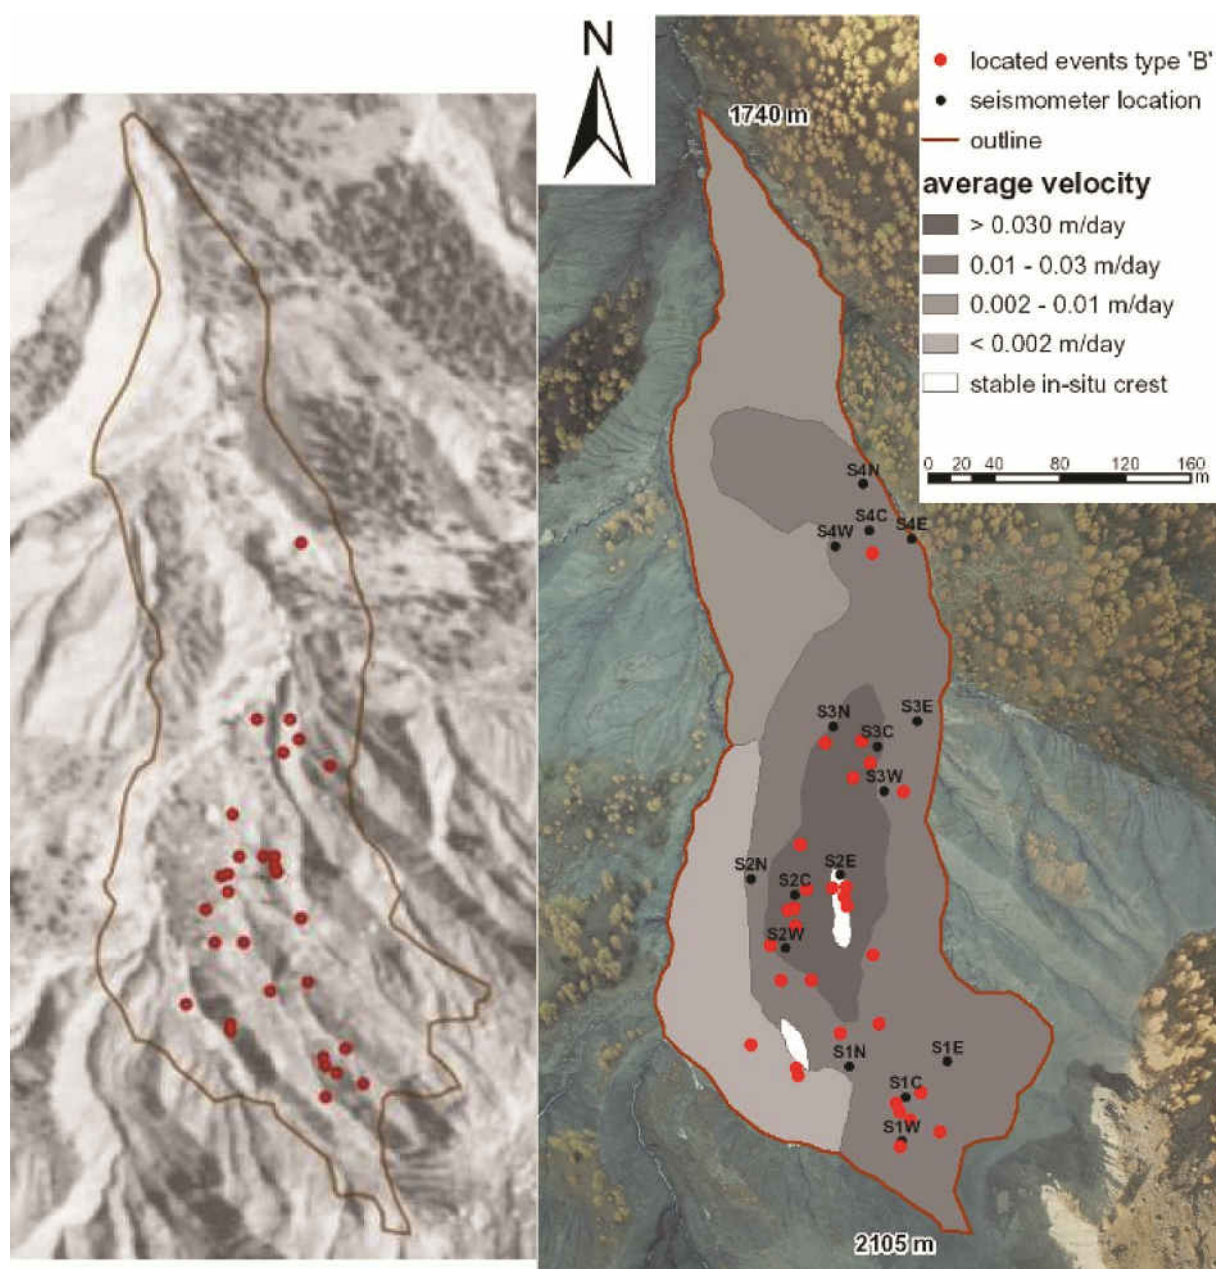 N
located events type 'B'
seismometer location
outline
average velocity
> 0.030 m/day
0.01 - 0.03 m/day
0.002 - 0.01 m/day
< 0.002 m/day
stable in-situ crest
0 20 40 80 120 160
m
1740 m
S4N
S4C
S4E
S4W
S3E
S3N
S3C
S3W
S2E
S2N
S2C
S2W
S1N
S1E
S1C
S1W
2105 m